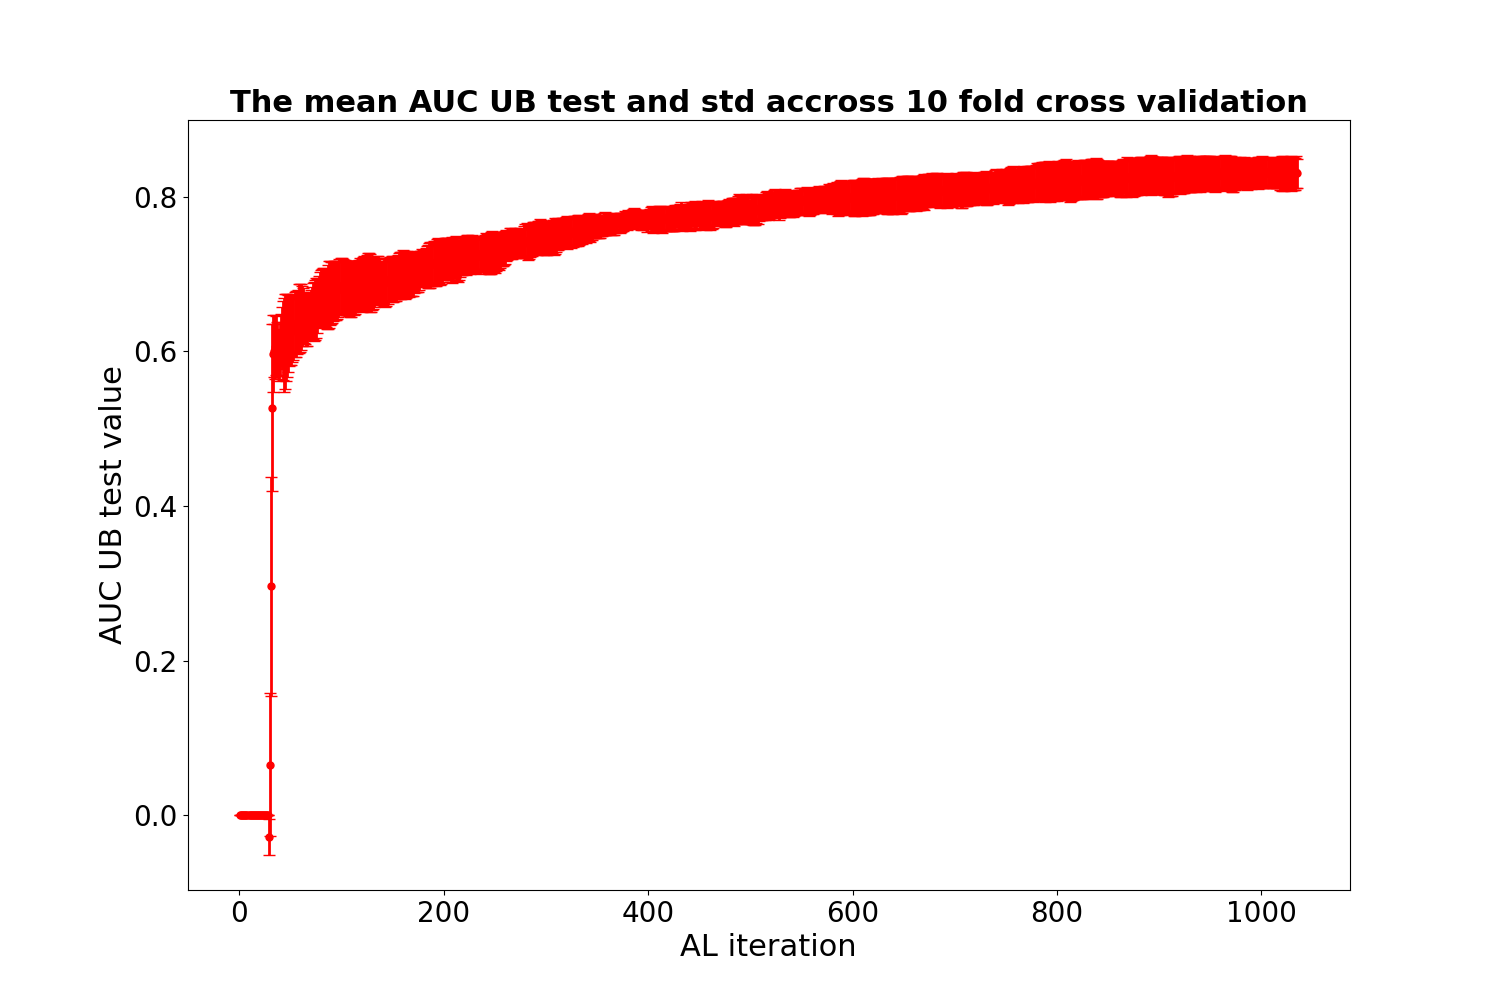 The mean AUC UB test and std accross 10 fold cross validation
0.8
0.6
0.4
0.2
0.0
AUC UB test value
0 200 400 600 800 1000
AL iteration